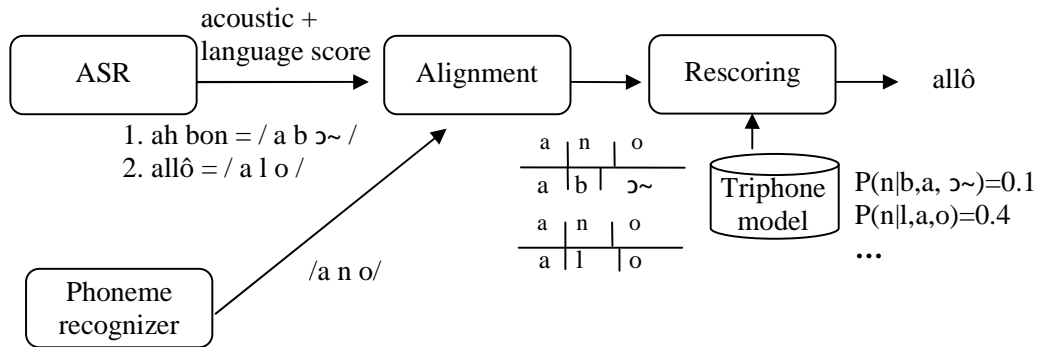 acoustic +
language score
ASR
Alignment
Rescoring
allô
1. ah bon = / a b ɔ~ /
2. allô = / a l o /
a n o
a b ɔ~
a n o
a l o
Triphone
model
P(n|b,a, ɔ~)=0.1
P(n|l,a,o)=0.4
...
/a n o/
Phoneme
recognizer